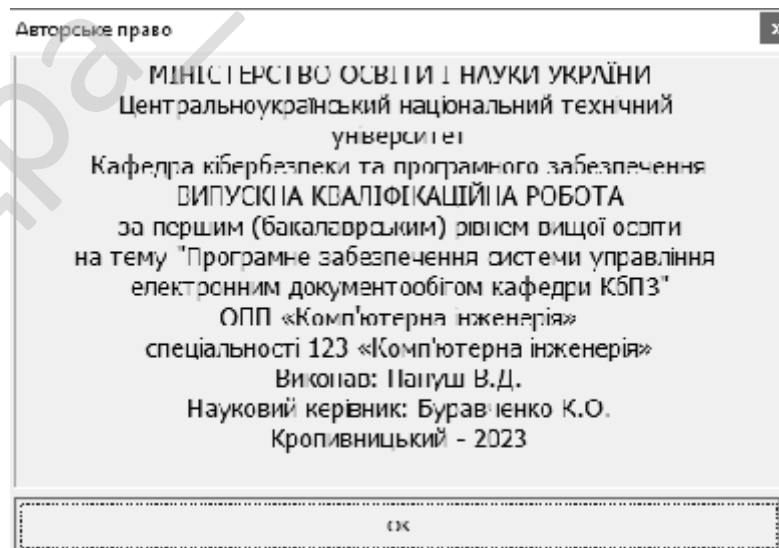 Авторське право
МІНІСТЕРСТВО ОСВІТИ І НАУКИ УКРАЇНИ
Центральноукраїнський національний технічний
університет
Кафедра кібербезпеки та програмного забезпечення
ВИПУСКНА КВАЛІФІКАЦІЙНА РОБОТА
за першим (бакалаврським) рівнем вищої освіти
на тему "Програмне забезпечення системи управління
електронним документообігом кафедри КбПЗ"
ОПП «Комп'ютерна інженерія»
спеціальності 123 «Комп'ютерна інженерія»
Виконав: Пануш В.Д.
Науковий керівник: Буравченко К.О.
Кропивницький - 2023
ОК